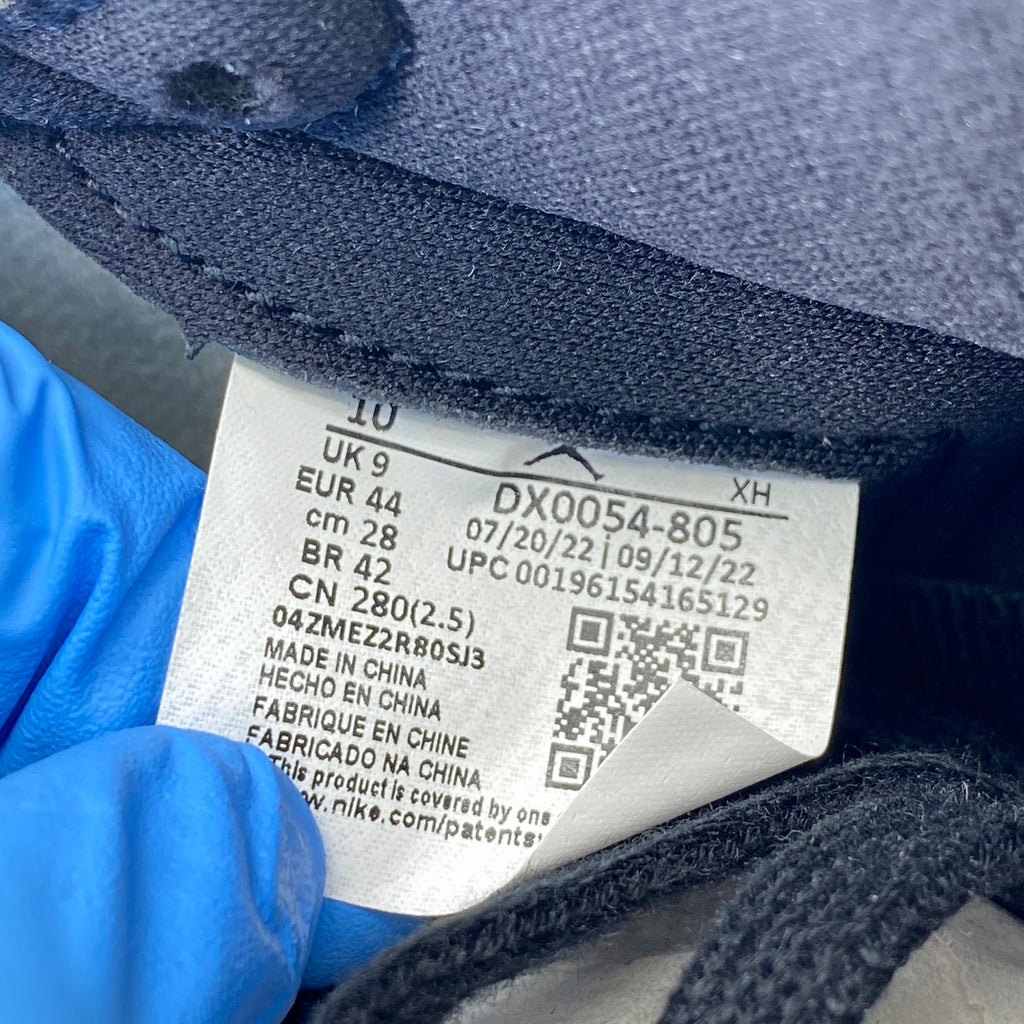 10
UK 9
EUR 44
cm 28
BR 42
CN 280(2.5)
04ZMEZ2R80SJ3
MADE IN CHINA
HECHO EN CHINA
FABRIQUE EN CHINE
FABRICADO NA CHINA
This product is covered by one
w.nike.com/patents
XH
DX0054-805
07/20/22 | 09/12/22
UPC 00196154165129